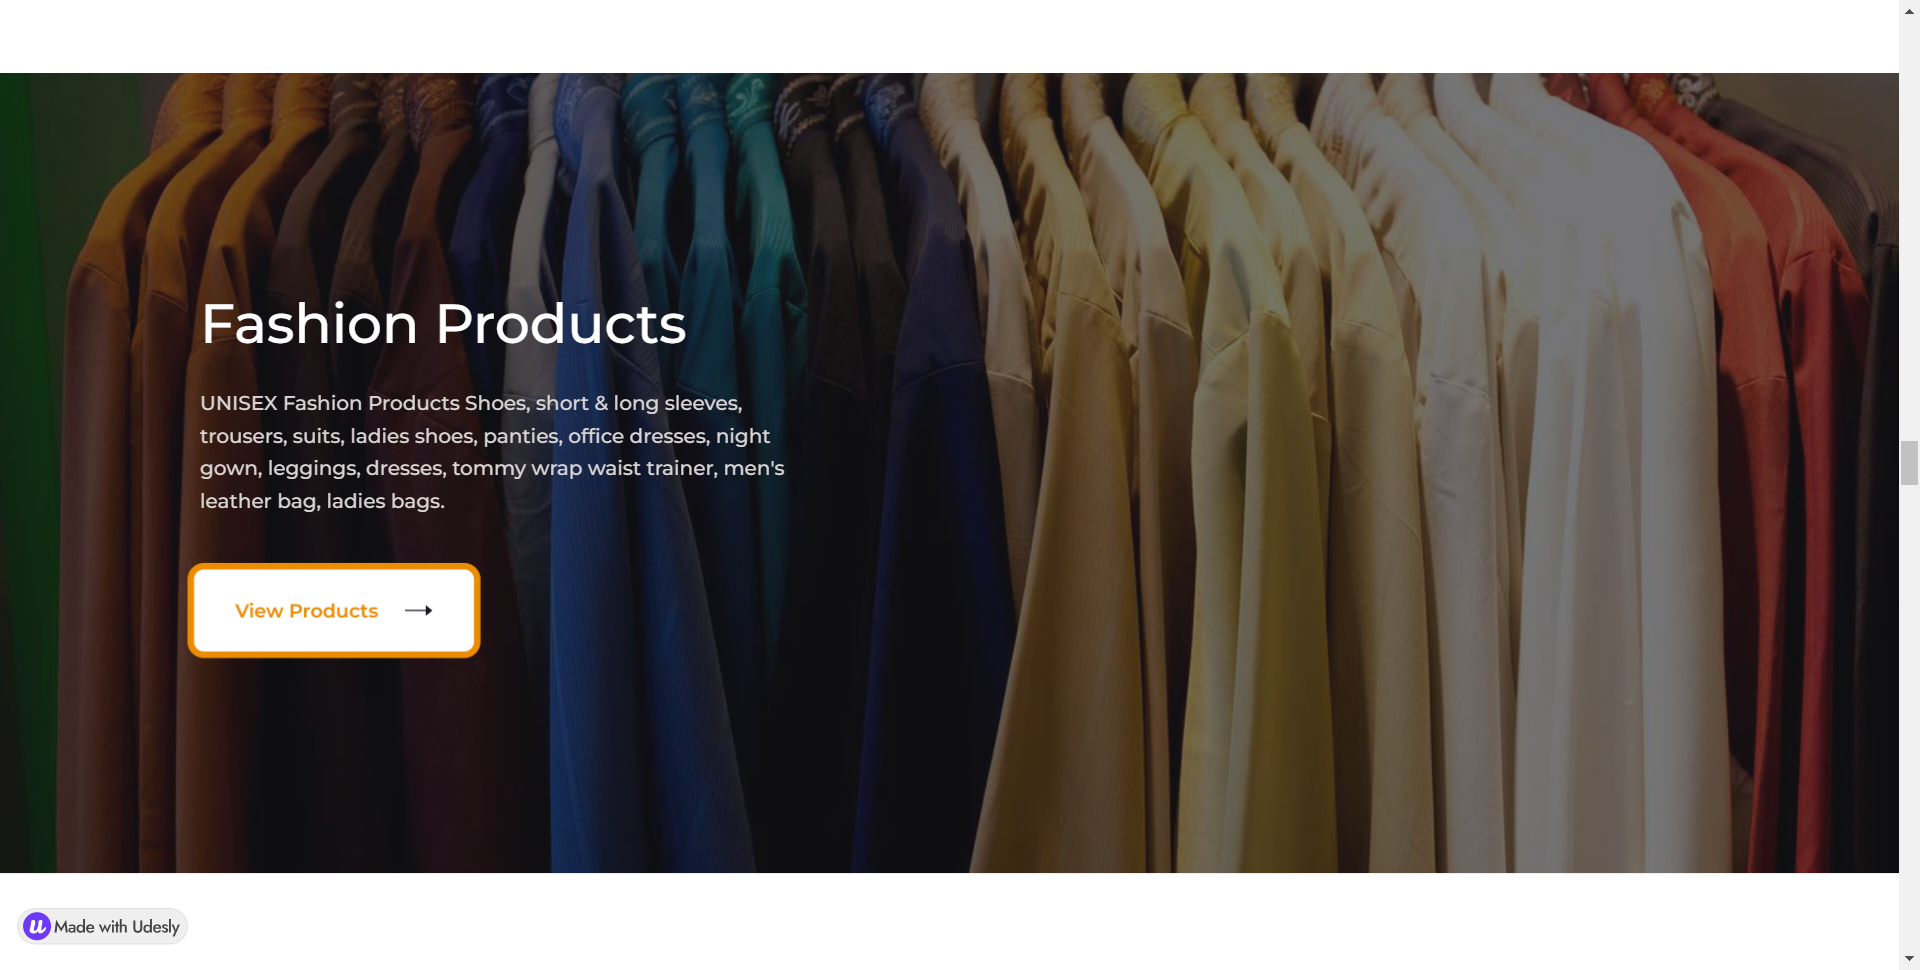 Fashion Products
UNISEX Fashion Products Shoes, short & long sleeves,
trousers, suits, ladies shoes, panties, office dresses, night
gown, leggings, dresses, tommy wrap waist trainer, men's
leather bag, ladies bags.
View Products
u Made with Udesly